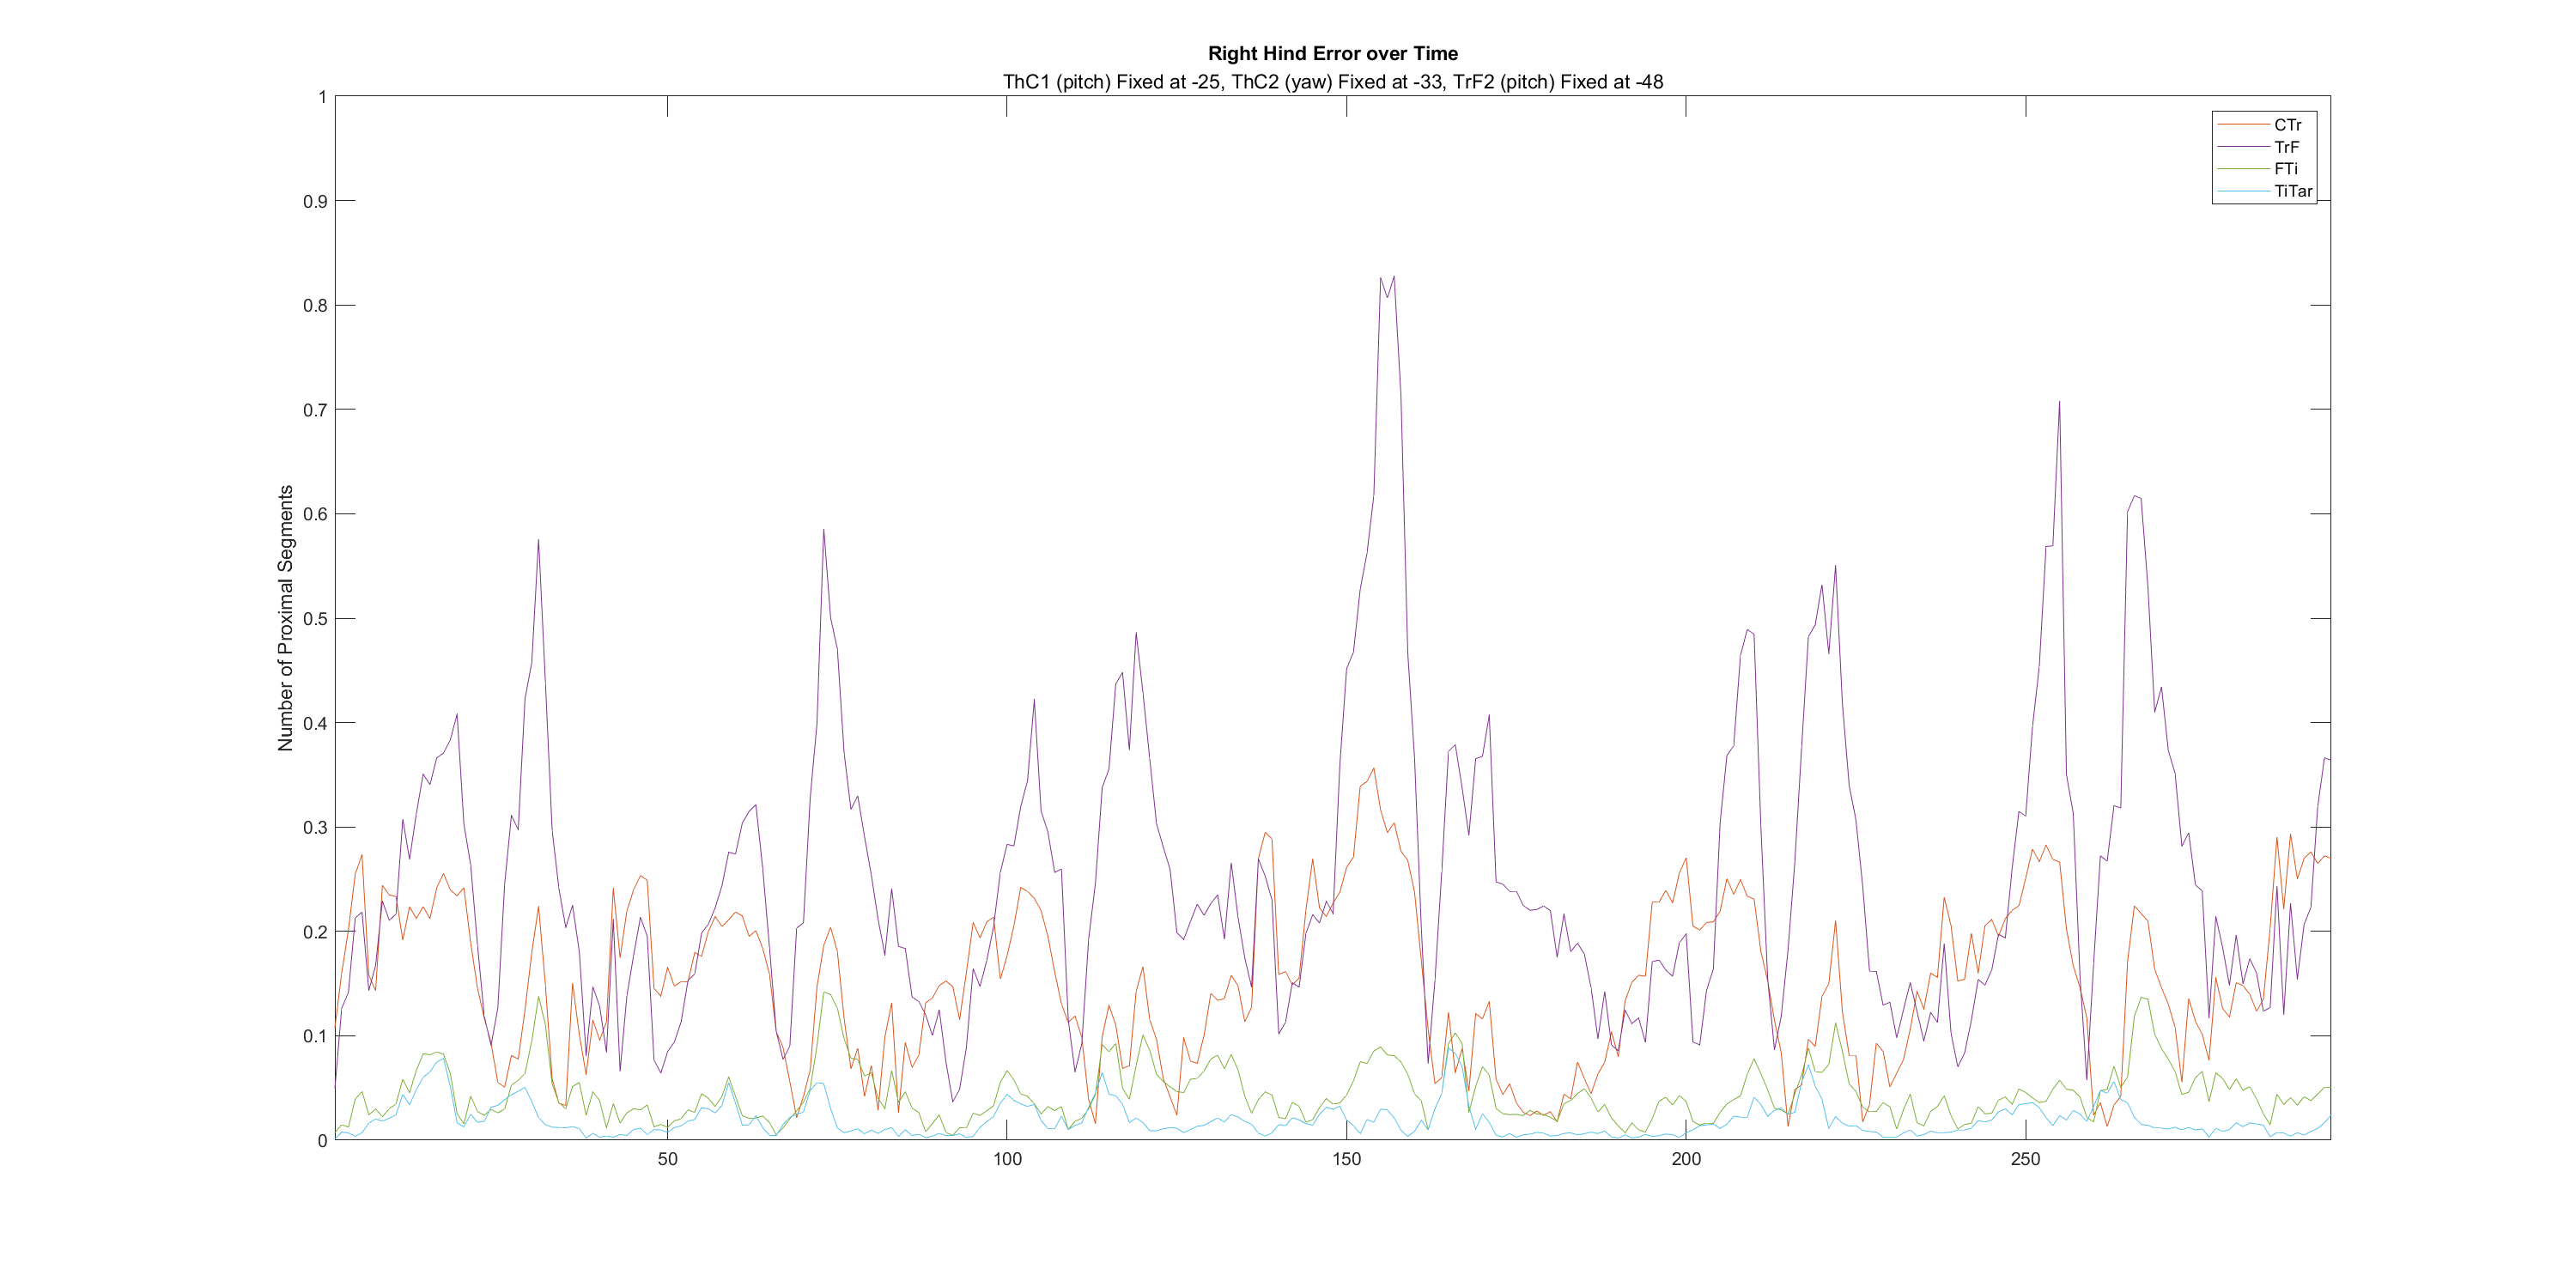 Right Hind Error over Time
ThC1 (pitch) Fixed at -25, ThC2 (yaw) Fixed at -33, TrF2 (pitch) Fixed at -48
1
0.9
0.8
0.7
0.6
0.5
0.4
0.3
0.2
0.1
0
Number of Proximal Segments
CTr
TrF
FTi
TiTar
50
100
150
200
250